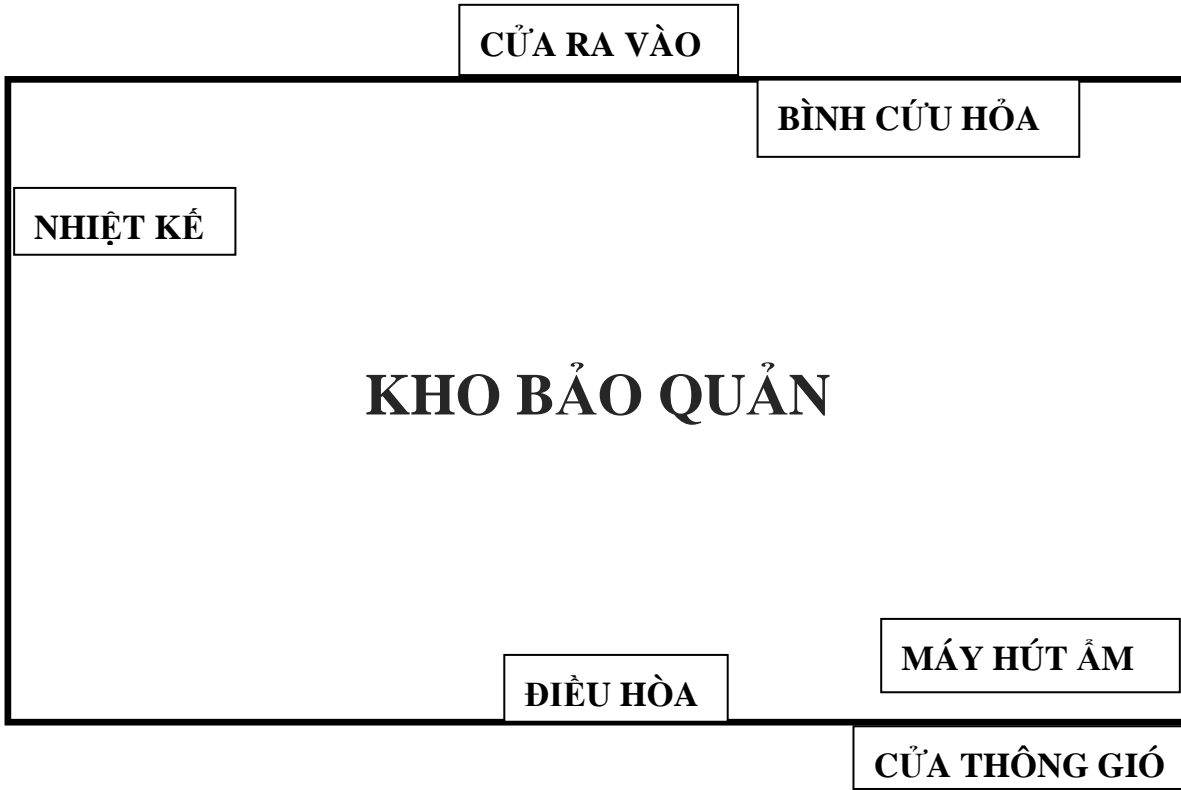 CỬA RA VÀO
BÌNH CỨU HỎA
NHIỆT KẾ
KHO BẢO QUẢN
MÁY HÚT ẨM
ĐIỀU HÒA
CỬA THÔNG GIÓ